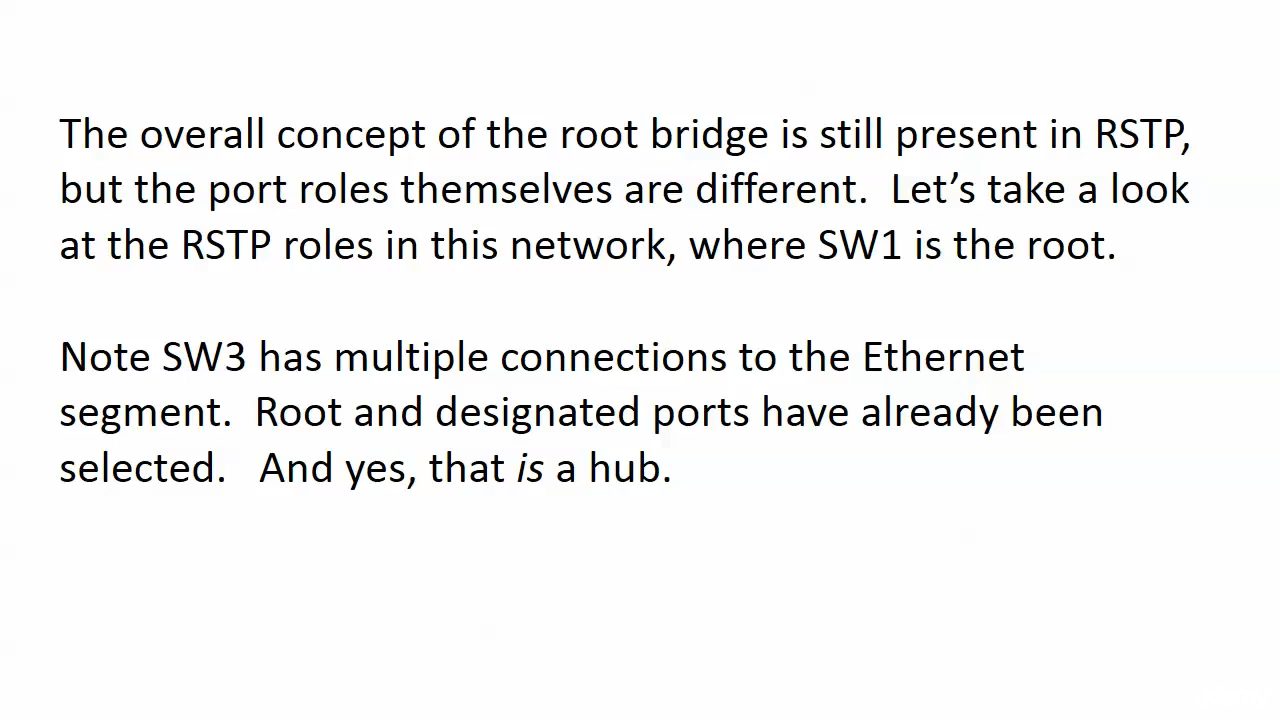 The overall concept of the root bridge is still present in RSTP,
but the port roles themselves are different.  Let's take a look
at the RSTP roles in this network, where SW1 is the root.
Note SW3 has multiple connections to the Ethernet
segment.  Root and designated ports have already been
selected.   And yes, that is a hub.